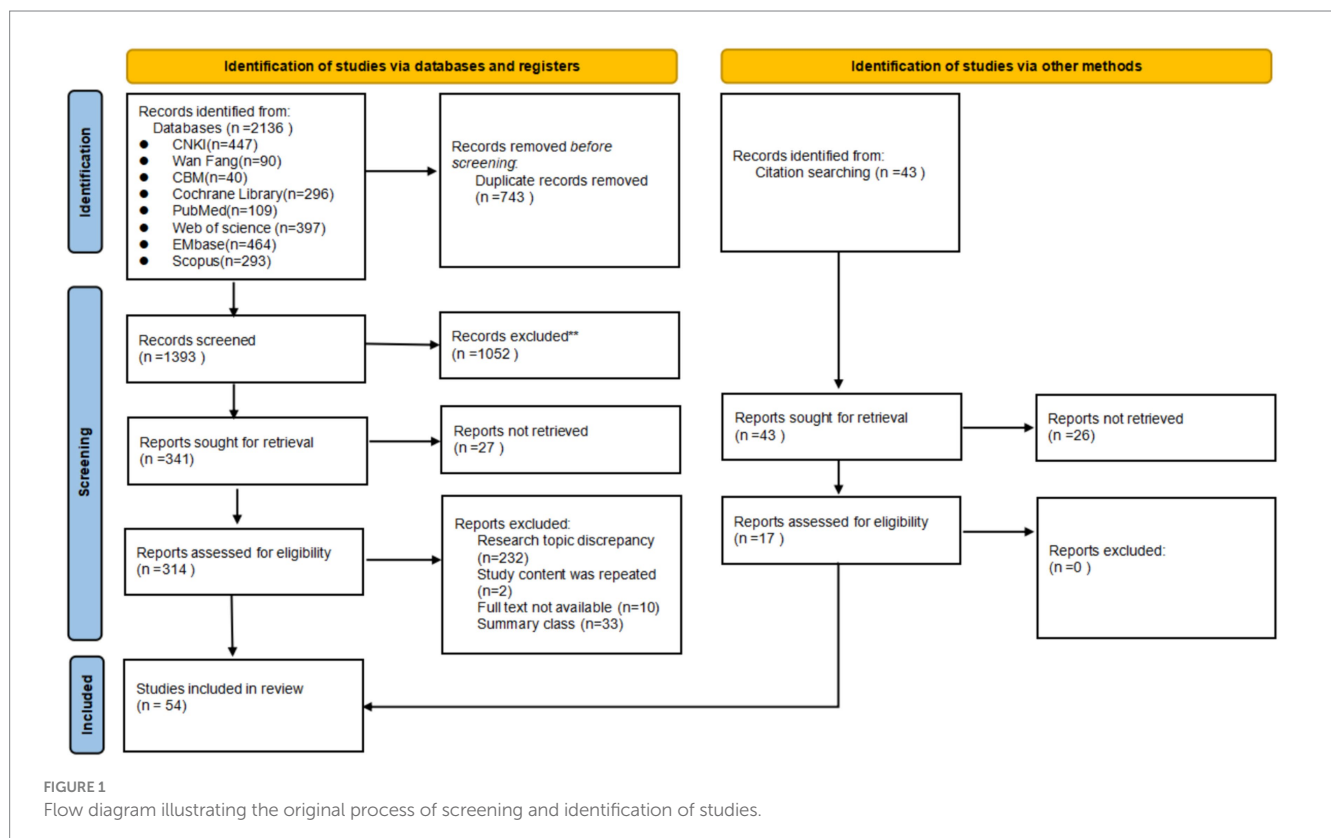 Identification of studies via databases and registers
Identification of studies via other methods
Identification
Records identified from:
Databases (n =2136 )
● CNKI(n=447)
● Wan Fang(n=90)
● CBM(n=40)
● Cochrane Library(n=296)
● PubMed(n=109)
● Web of science (n=397)
● EMbase(n=464)
● Scopus(n=293)
Records removed before
screening:
Duplicate records removed
(n =743 )
Records identified from:
Citation searching (n =43 )
Screening
Records screened
(n =1393 )
Records excluded**
(n =1052 )
Reports sought for retrieval
(n =341)
Reports not retrieved
(n =27 )
Reports sought for retrieval
(n =43 )
Reports not retrieved
(n =26)
Reports assessed for eligibility
(n =314 )
Reports excluded:
Research topic discrepancy
(n=232)
Study content was repeated
(n=2)
Full text not available (n=10)
Summary class (n=33)
Reports assessed for eligibility
(n =17 )
Reports excluded:
(n =0 )
Included
Studies included in review
(n = 54)
FIGURE 1
Flow diagram illustrating the original process of screening and identification of studies.